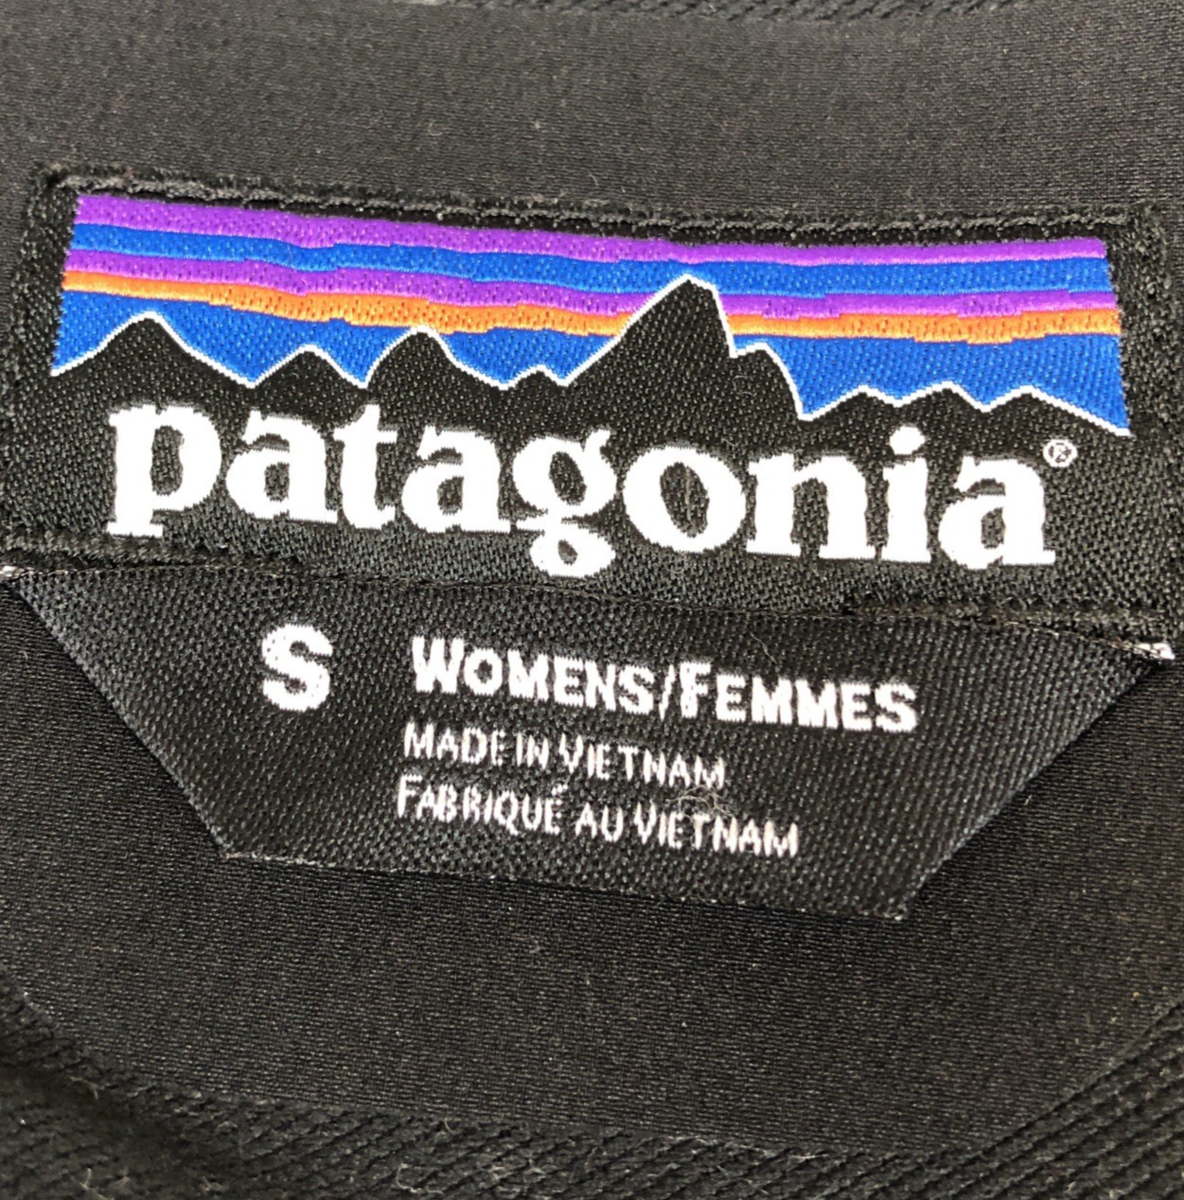 patagonia®
S WOMENS/FEMMES
MADE IN VIETNAM
FABRIQUÉ AU VIETNAM